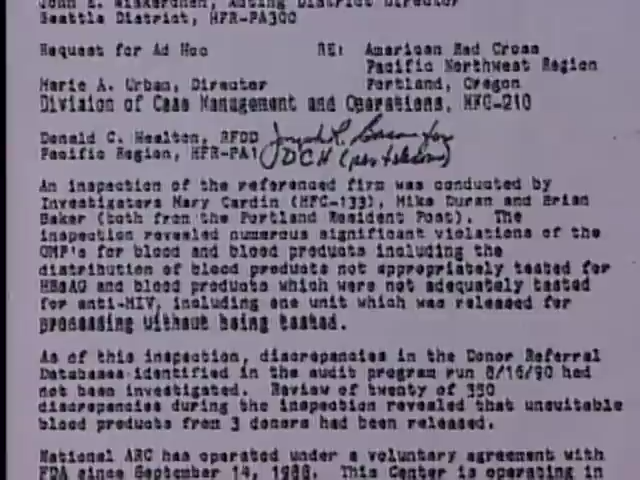 John E. Acting District Director
Seattle District, HFR-PA300
Request for Ad Hoc RE: American Red Cross
Pacific Northwest Region
Marie A. Urban, Director Portland, Oregon
Division of Case Management and Operations, HFC-210
Donald C. Healton, RFDD
Pacific Region, HFR-PA1 DCH (per telecon)
An inspection of the referenced firm was conducted by
Investigators Mary Cardin (HFC-133), Mike Duran and Brian
Baker (both from the Portland Resident Post). The
inspection revealed numerous significant violations of the
GMP's for blood and blood products including the
distribution of blood products not appropriately tested for
HBsAG and blood products which were not adequately tested
for anti-HIV, including one unit which was released for
processing without being tested.
As of this inspection, discrepancies in the Donor Referral
Databases identified in the audit program run 8/16/90 had
not been investigated. Review of twenty of 350
discrepancies during the inspection revealed that unsuitable
blood products from 3 donors had been released.
National ARC has operated under a voluntary agreement with
FDA since September 14, 1988. This Center is operating in